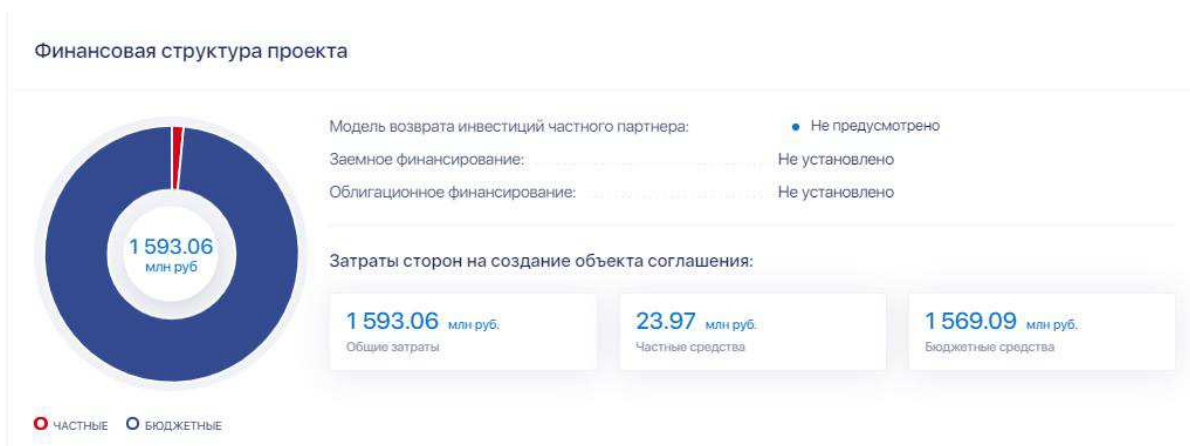 Финансовая структура проекта
1 593.06
млн руб
ЧАСТНЫЕ БЮДЖЕТНЫЕ
Модель возврата инвестиций частного партнера: Не предусмотрено
Заемное финансирование: Не установлено
Облигационное финансирование: Не установлено
Затраты сторон на создание объекта соглашения:
1 593.06 млн руб. 23.97 млн руб. 1 569.09 млн руб.
Общие затраты Частные средства Бюджетные средства